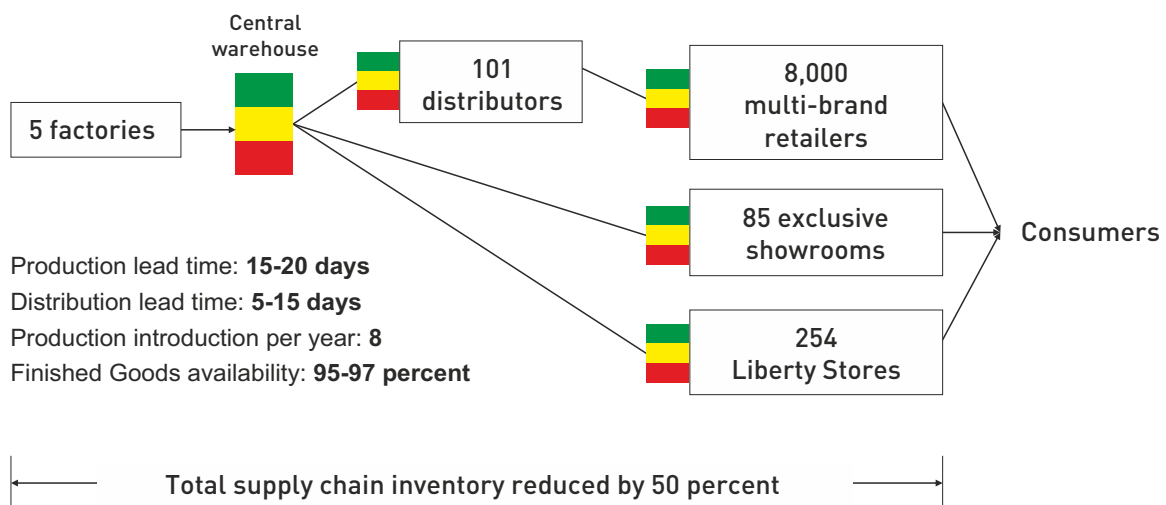 Central
warehouse
5 factories
101
distributors
8,000
multi-brand
retailers
85 exclusive
showrooms
254
Liberty Stores
Consumers
Production lead time: 15-20 days
Distribution lead time: 5-15 days
Production introduction per year: 8
Finished Goods availability: 95-97 percent
Total supply chain inventory reduced by 50 percent